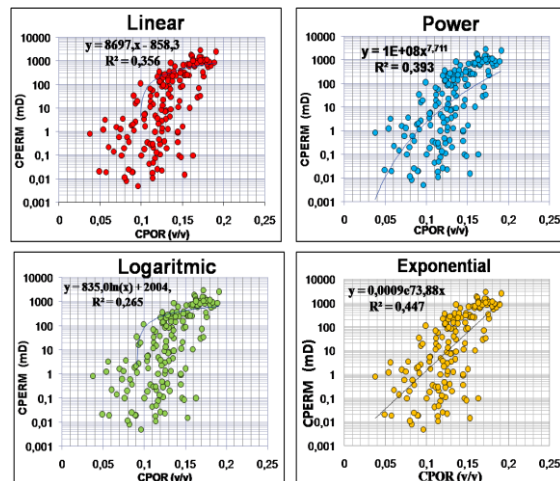 Linear
y = 8697,x - 858,3
R² = 0,356
CPERM (mD)
10000
1000
100
10
1
0,1
0,01
0,001
0
0,05
0,1
0,15
0,2
0,25
CPOR (v/v)
Power
y = 1E+08x^7,711
R² = 0,393
CPERM (mD)
10000
1000
100
10
1
0,1
0,01
0,001
0
0,05
0,1
0,15
0,2
0,25
CPOR (v/v)
Logaritmic
y = 835,0ln(x) + 2004,
R² = 0,265
CPERM (mD)
10000
1000
100
10
1
0,1
0,01
0,001
0
0,05
0,1
0,15
0,2
0,25
CPOR (v/v)
Exponential
y = 0,0009e73,88x
R² = 0,447
CPERM (mD)
10000
1000
100
10
1
0,1
0,01
0,001
0
0,05
0,1
0,15
0,2
0,25
CPOR (v/v)